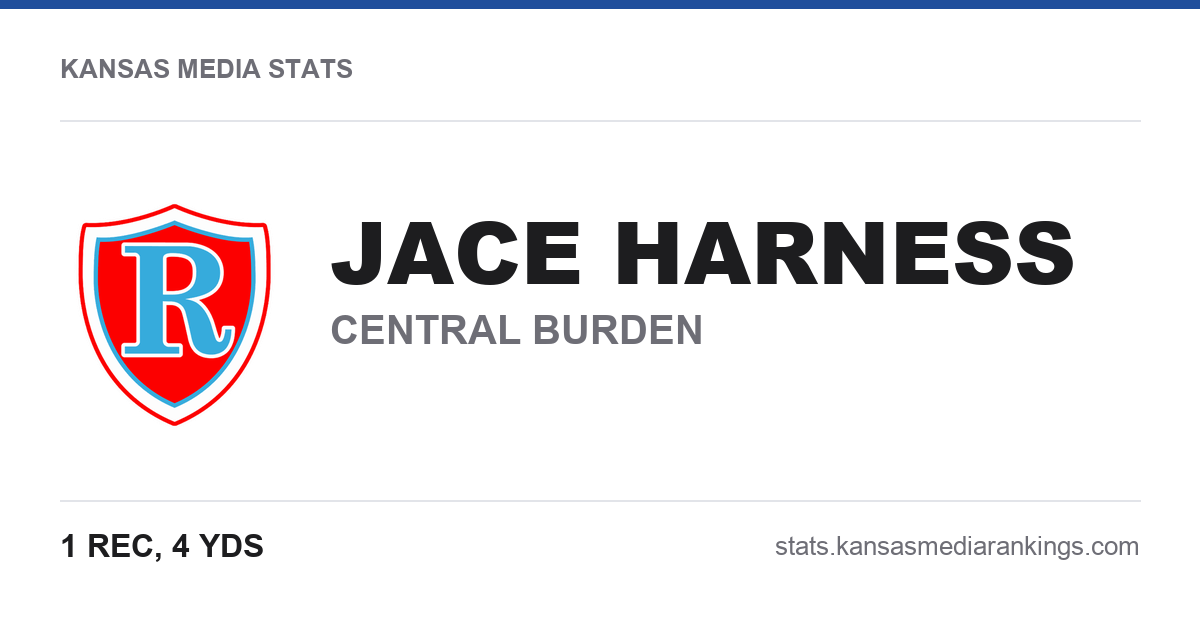 KANSAS MEDIA STATS
R
JACE HARNESS
CENTRAL BURDEN
1 REC, 4 YDS
stats.kansasmediarankings.com